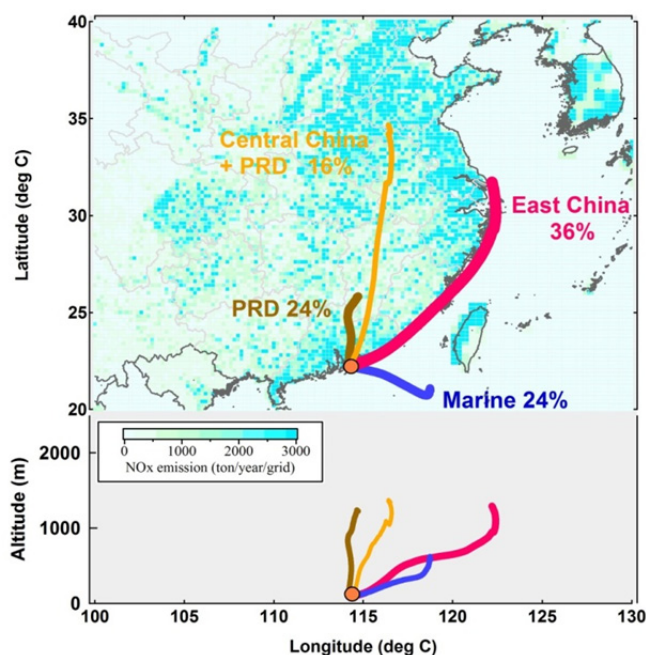 40
35
30
25
20
Latitude (deg C)
Central China
+ PRD 16%
East China
36%
PRD 24%
Marine 24%
0 1000 2000 3000
NOx emission (ton/year/grid)
2000
1000
0
Altitude (m)
100 105 110 115 120 125 130
Longitude (deg C)